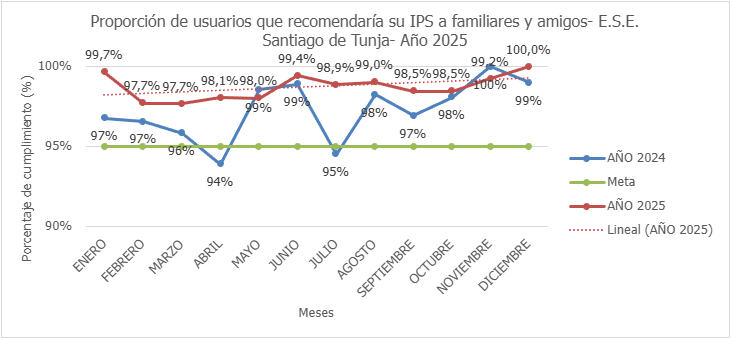 Proporción de usuarios que recomendaría su IPS a familiares y amigos- E.S.E.
Santiago de Tunja- Año 2025
Porcentaje de cumplimiento (%)
100%
95%
90%
99,7%
97,7%
97,7%
98,1%
98,0%
99,4%
98,9%
99,0%
98,5%
98,5%
99,2%
100,0%
97%
97%
96%
94%
99%
99%
95%
98%
97%
98%
100%
99%
ENERO
FEBRERO
MARZO
ABRIL
MAYO
JUNIO
JULIO
AGOSTO
SEPTIEMBRE
OCTUBRE
NOVIEMBRE
DICIEMBRE
Meses
AÑO 2024
Meta
AÑO 2025
Lineal (AÑO 2025)